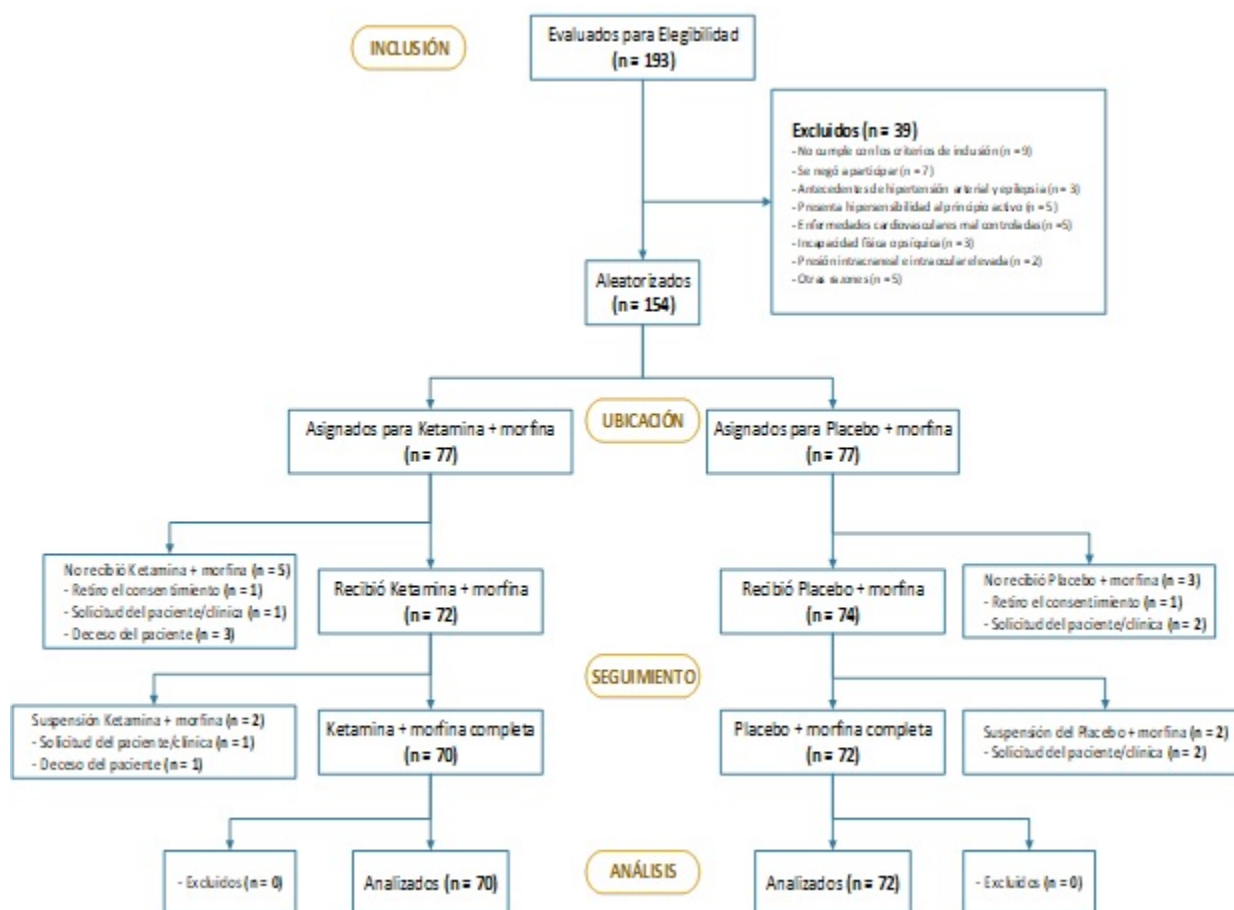 INCLUSIÓN
Evaluados para Elegibilidad
(n = 193)
Excluidos (n = 39)
- No cumple con los criterios de inclusión (n = 9)
- Se negó a participar (n = 7)
- Antecedentes de hipertensión arterial y epilepsia (n = 3)
- Presenta hipersensibilidad al principio activo (n = 5)
- Enfermedades cardiovasculares mal controladas (n =5)
- Incapacidad física o psíquica (n = 3)
- Presión intracraneal e intraocular elevada (n = 2)
- Otras razones (n = 5)
Aleatorizados
(n = 154)
UBICACIÓN
Asignados para Ketamina + morfina
(n = 77)
Asignados para Placebo + morfina
(n = 77)
No recibió Ketamina + morfina (n = 5)
- Retiro el consentimiento (n = 1)
- Solicitud del paciente/clínica (n = 1)
- Deceso del paciente (n = 3)
Recibió Ketamina + morfina
(n = 72)
Recibió Placebo + morfina
(n = 74)
No recibió Placebo + morfina (n = 3)
- Retiro el consentimiento (n = 1)
- Solicitud del paciente/clínica (n = 2)
SEGUIMIENTO
Suspensión Ketamina + morfina (n = 2)
- Solicitud del paciente/clínica (n = 1)
- Deceso del paciente (n = 1)
Ketamina + morfina completa
(n = 70)
Placebo + morfina completa
(n = 72)
Suspensión del Placebo + morfina (n = 2)
- Solicitud del paciente/clínica (n = 2)
ANÁLISIS
- Excluidos (n = 0)
Analizados (n = 70)
Analizados (n = 72)
- Excluidos (n = 0)